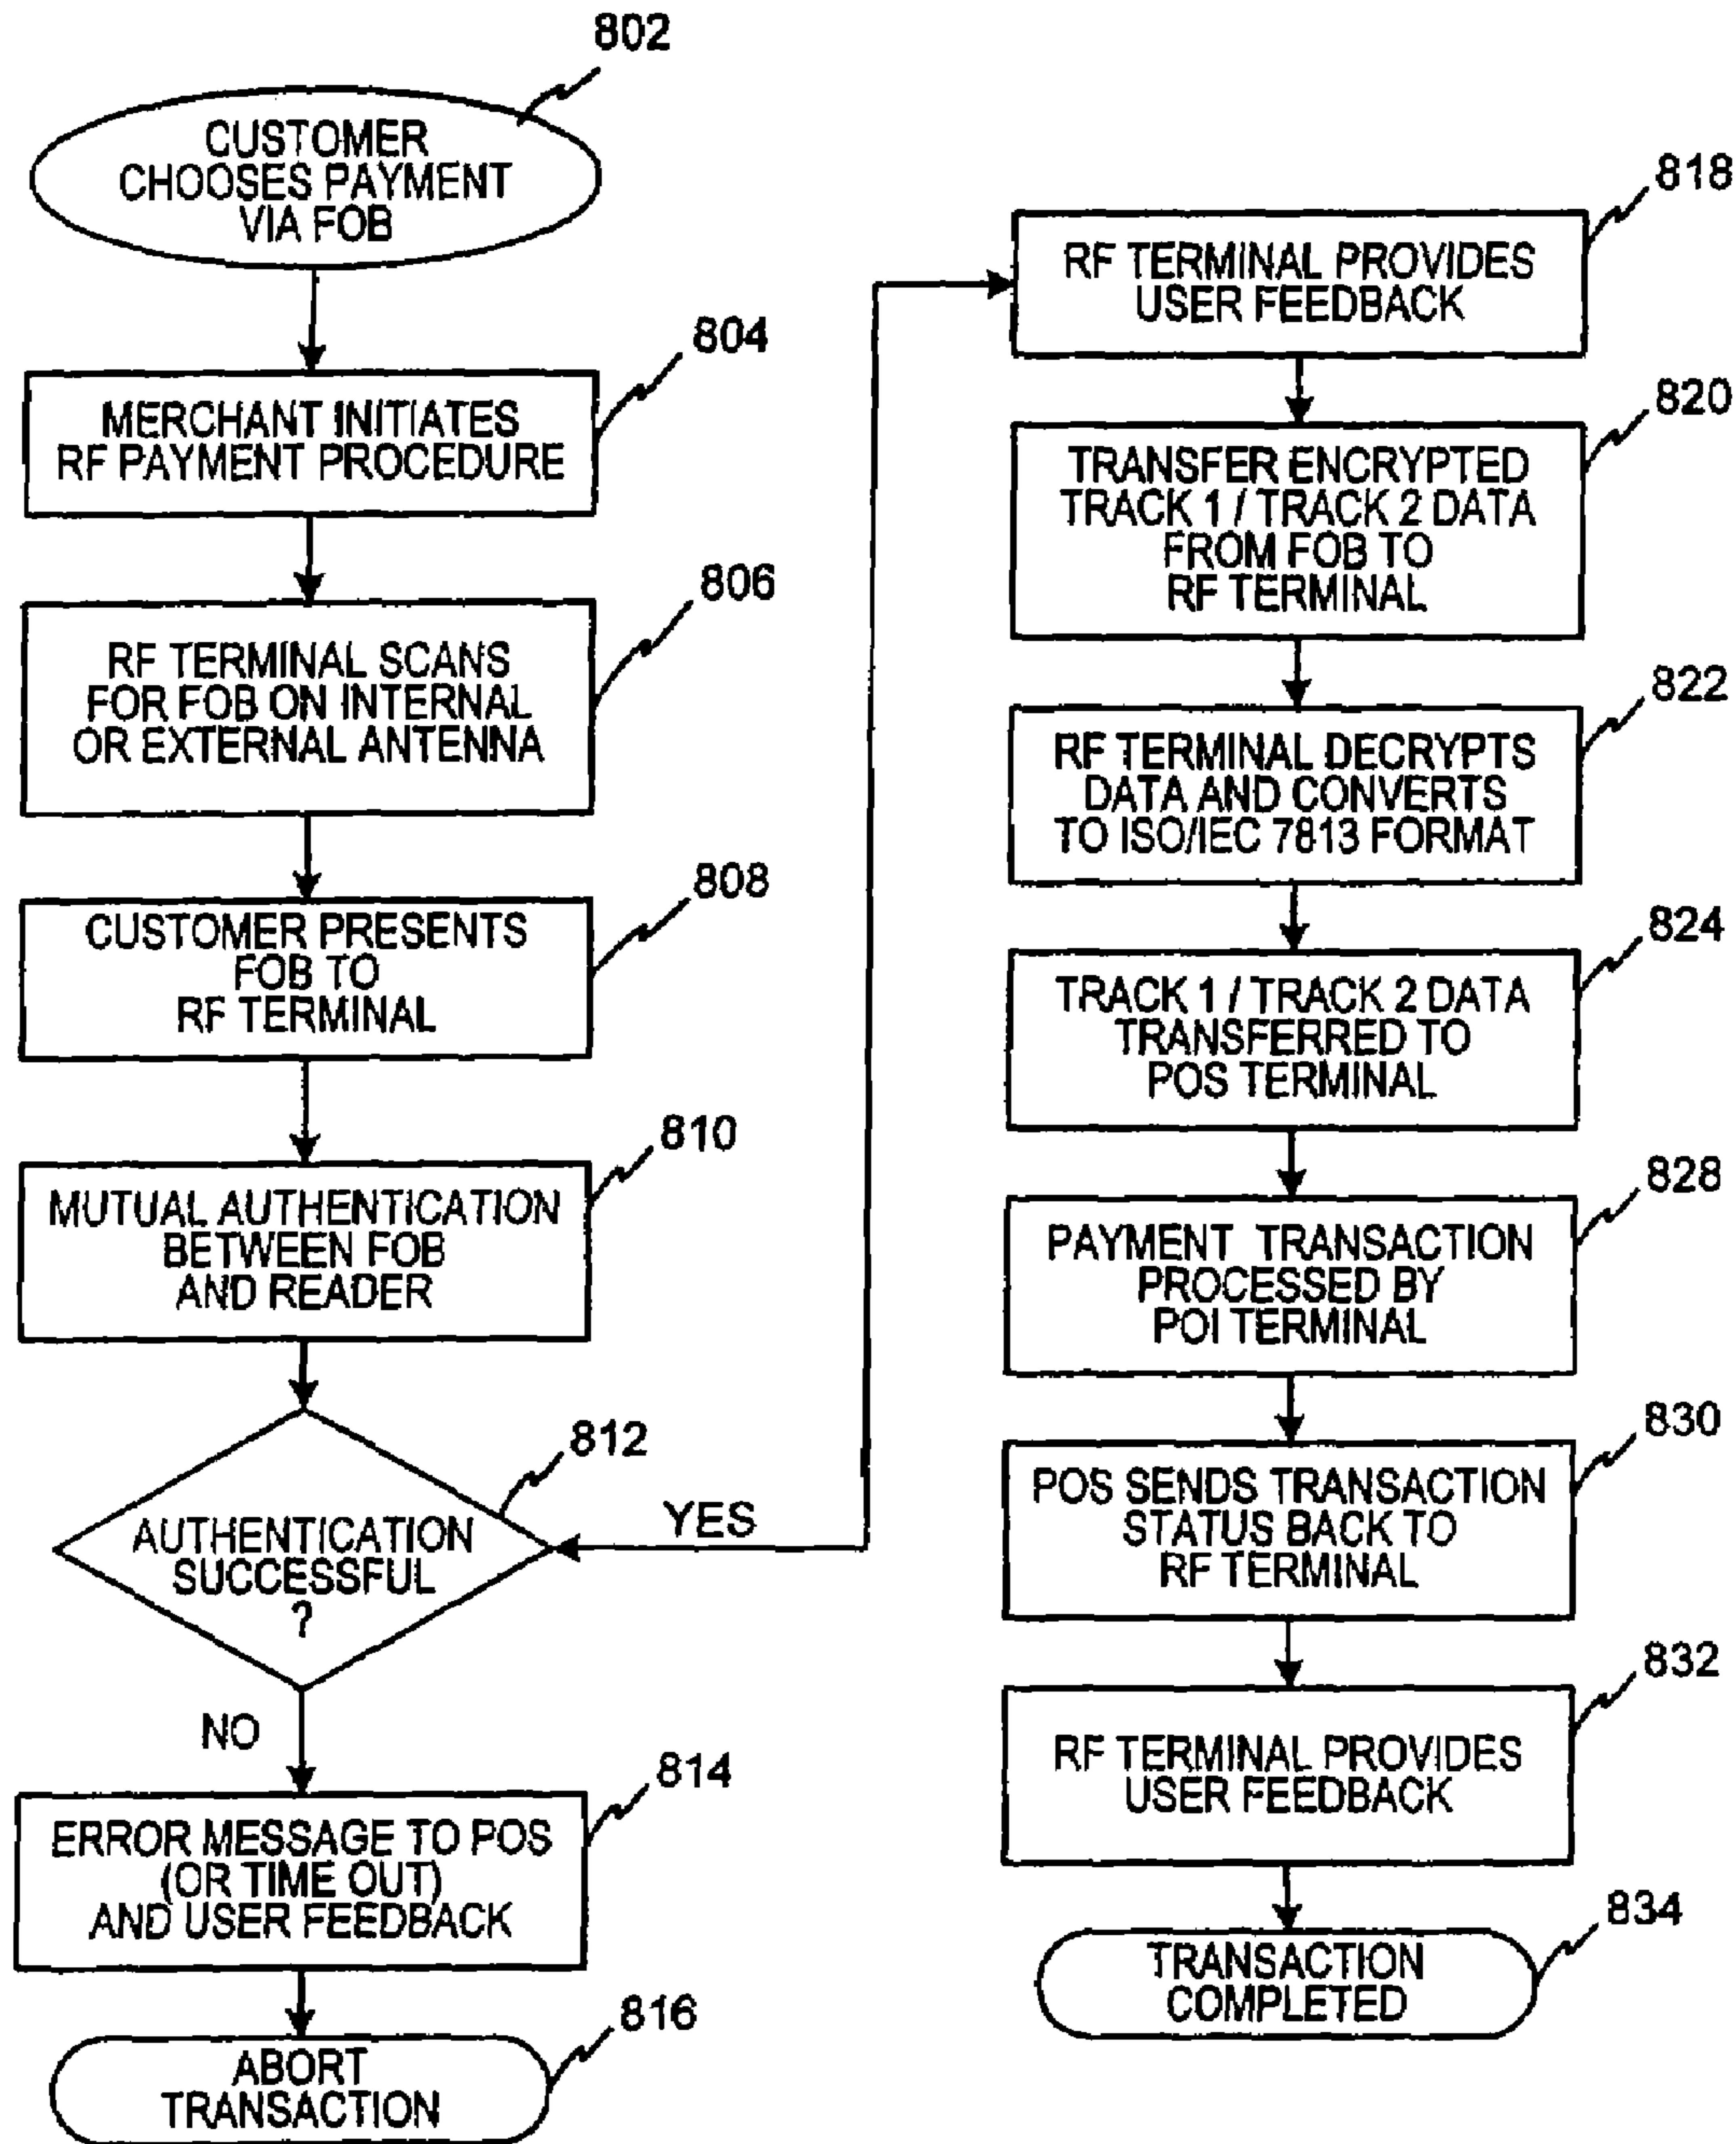 802
CUSTOMER
CHOOSES PAYMENT
VIA FOB
804
MERCHANT INITIATES
RF PAYMENT PROCEDURE
806
RF TERMINAL SCANS
FOR FOB ON INTERNAL
OR EXTERNAL ANTENNA
808
CUSTOMER PRESENTS
FOB TO
RF TERMINAL
810
MUTUAL AUTHENTICATION
BETWEEN FOB
AND READER
812
AUTHENTICATION
SUCCESSFUL
?
YES
NO
814
ERROR MESSAGE TO POS
(OR TIME OUT)
AND USER FEEDBACK
816
ABORT
TRANSACTION
818
RF TERMINAL PROVIDES
USER FEEDBACK
820
TRANSFER ENCRYPTED
TRACK 1 / TRACK 2 DATA
FROM FOB TO
RF TERMINAL
822
RF TERMINAL DECRYPTS
DATA AND CONVERTS
TO ISO/IEC 7813 FORMAT
824
TRACK 1 / TRACK 2 DATA
TRANSFERRED TO
POS TERMINAL
828
PAYMENT TRANSACTION
PROCESSED BY
POI TERMINAL
830
POS SENDS TRANSACTION
STATUS BACK TO
RF TERMINAL
832
RF TERMINAL PROVIDES
USER FEEDBACK
834
TRANSACTION
COMPLETED